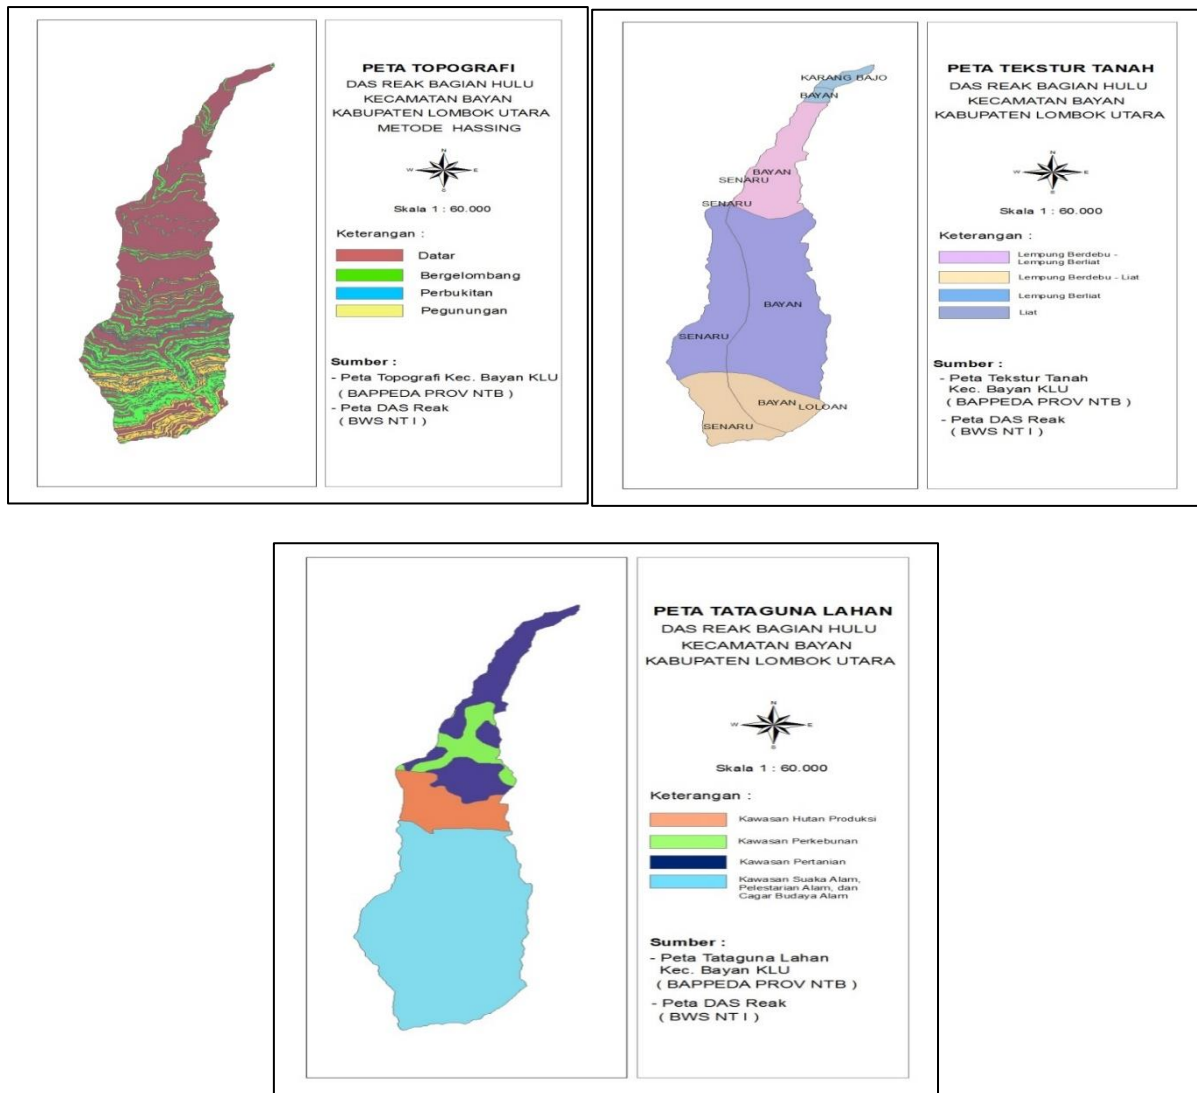 PETA TOPOGRAFI
DAS REAK BAGIAN HULU
KECAMATAN BAYAN
KABUPATEN LOMBOK UTARA
METODE HASSING
N
W
E
S
Skala 1 : 60.000
Keterangan :
Datar
Bergelombang
Perbukitan
Pegunungan
Sumber :
- Peta Topografi Kec. Bayan KLU
( BAPPEDA PROV NTB )
- Peta DAS Reak
( BWS NT I )
KARANG BAJO
BAYAN
BAYAN
SENARU
SENARU
BAYAN
SENARU
BAYAN
LOLOAN
SENARU
PETA TEKSTUR TANAH
DAS REAK BAGIAN HULU
KECAMATAN BAYAN
KABUPATEN LOMBOK UTARA
N
W
E
S
Skala 1 : 60.000
Keterangan :
Lempung Berdebu -
Lempung Berliat
Lempung Berdebu - Liat
Lempung Berliat
Liat
Sumber :
- Peta Tekstur Tanah
Kec. Bayan KLU
( BAPPEDA PROV NTB )
- Peta DAS Reak
( BWS NT I )
PETA TATAGUNA LAHAN
DAS REAK BAGIAN HULU
KECAMATAN BAYAN
KABUPATEN LOMBOK UTARA
N
W
E
S
Skala 1 : 60.000
Keterangan :
Kawasan Hutan Produksi
Kawasan Perkebunan
Kawasan Pertanian
Kawasan Suaka Alam,
Pelestarian Alam, dan
Cagar Budaya Alam
Sumber :
- Peta Tataguna Lahan
Kec. Bayan KLU
( BAPPEDA PROV NTB )
- Peta DAS Reak
( BWS NT I )